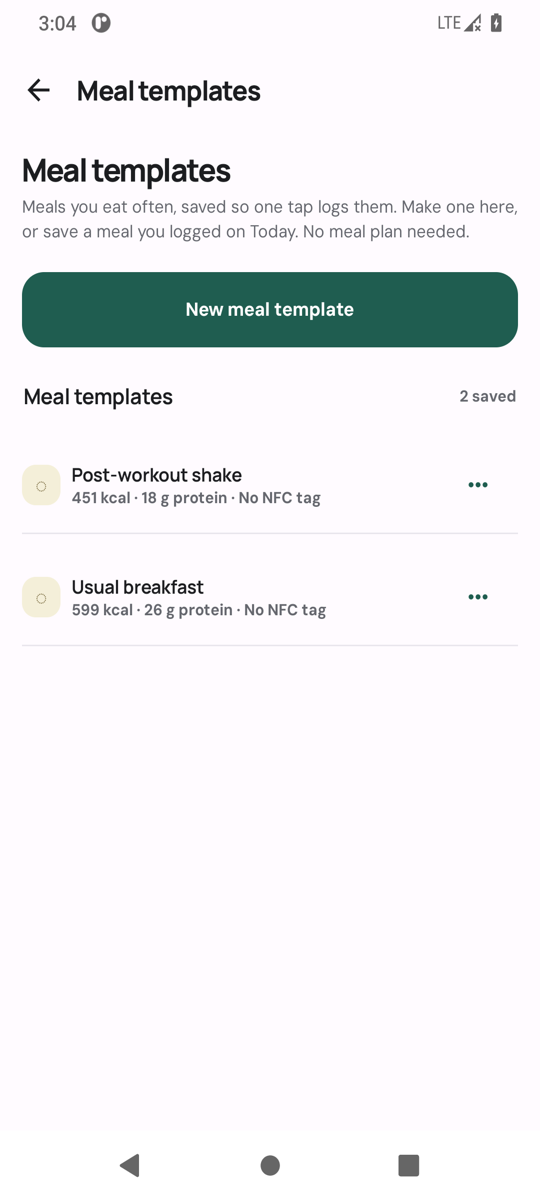 3:04
LTE
Meal templates
Meal templates
Meals you eat often, saved so one tap logs them. Make one here,
or save a meal you logged on Today. No meal plan needed.
New meal template
Meal templates
2 saved
Post-workout shake
451 kcal · 18 g protein · No NFC tag
Usual breakfast
599 kcal · 26 g protein · No NFC tag